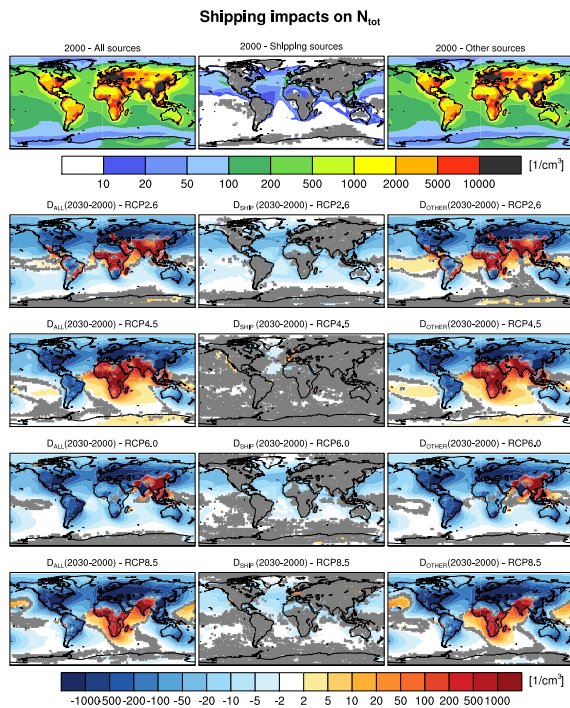 Shipping impacts on Ntot
2000 - All sources 2000 - Shipping sources 2000 - Other sources
10 20 50 100 200 500 1000 2000 5000 10000 [1/cm³]
DALL(2030-2000) - RCP2.6 DSHIP(2030-2000) - RCP2.6 DOTHER(2030-2000) - RCP2.6
DALL(2030-2000) - RCP4.5 DSHIP(2030-2000) - RCP4.5 DOTHER(2030-2000) - RCP4.5
DALL(2030-2000) - RCP6.0 DSHIP(2030-2000) - RCP6.0 DOTHER(2030-2000) - RCP6.0
DALL(2030-2000) - RCP8.5 DSHIP(2030-2000) - RCP8.5 DOTHER(2030-2000) - RCP8.5
[1/cm³]
-1000 -500 -200 -100 -50 -20 -10 -5 -2 2 5 10 20 50 100 200 500 1000